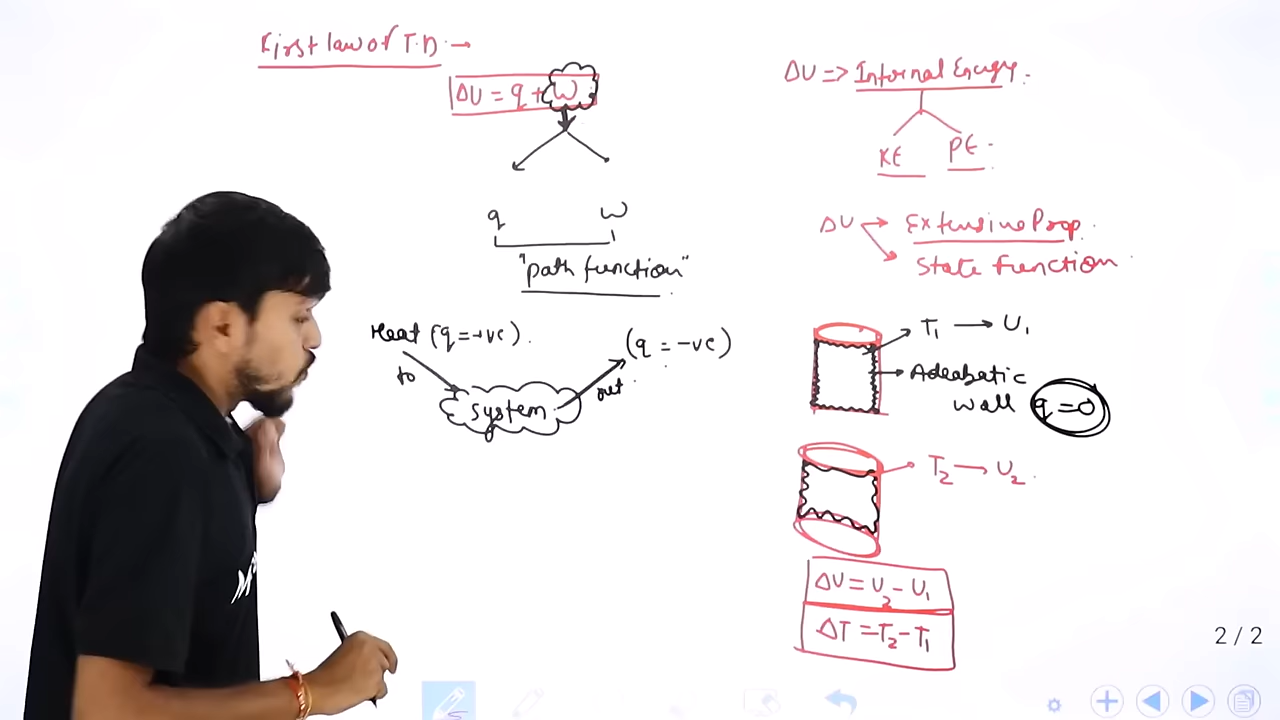 First law of T.D. →
ΔU = q + W
q W
"path function"
Heat (q = +ve).
to
system
out
(q = -ve)
ΔU => Internal Energy.
KE PE.
ΔU → Extensive Prop.
→ State Function
T₁ → U₁
→ Adeabatic
wall q = 0
T₂ → U₂
ΔU = U₂ - U₁
ΔT = T₂ - T₁
2 / 2